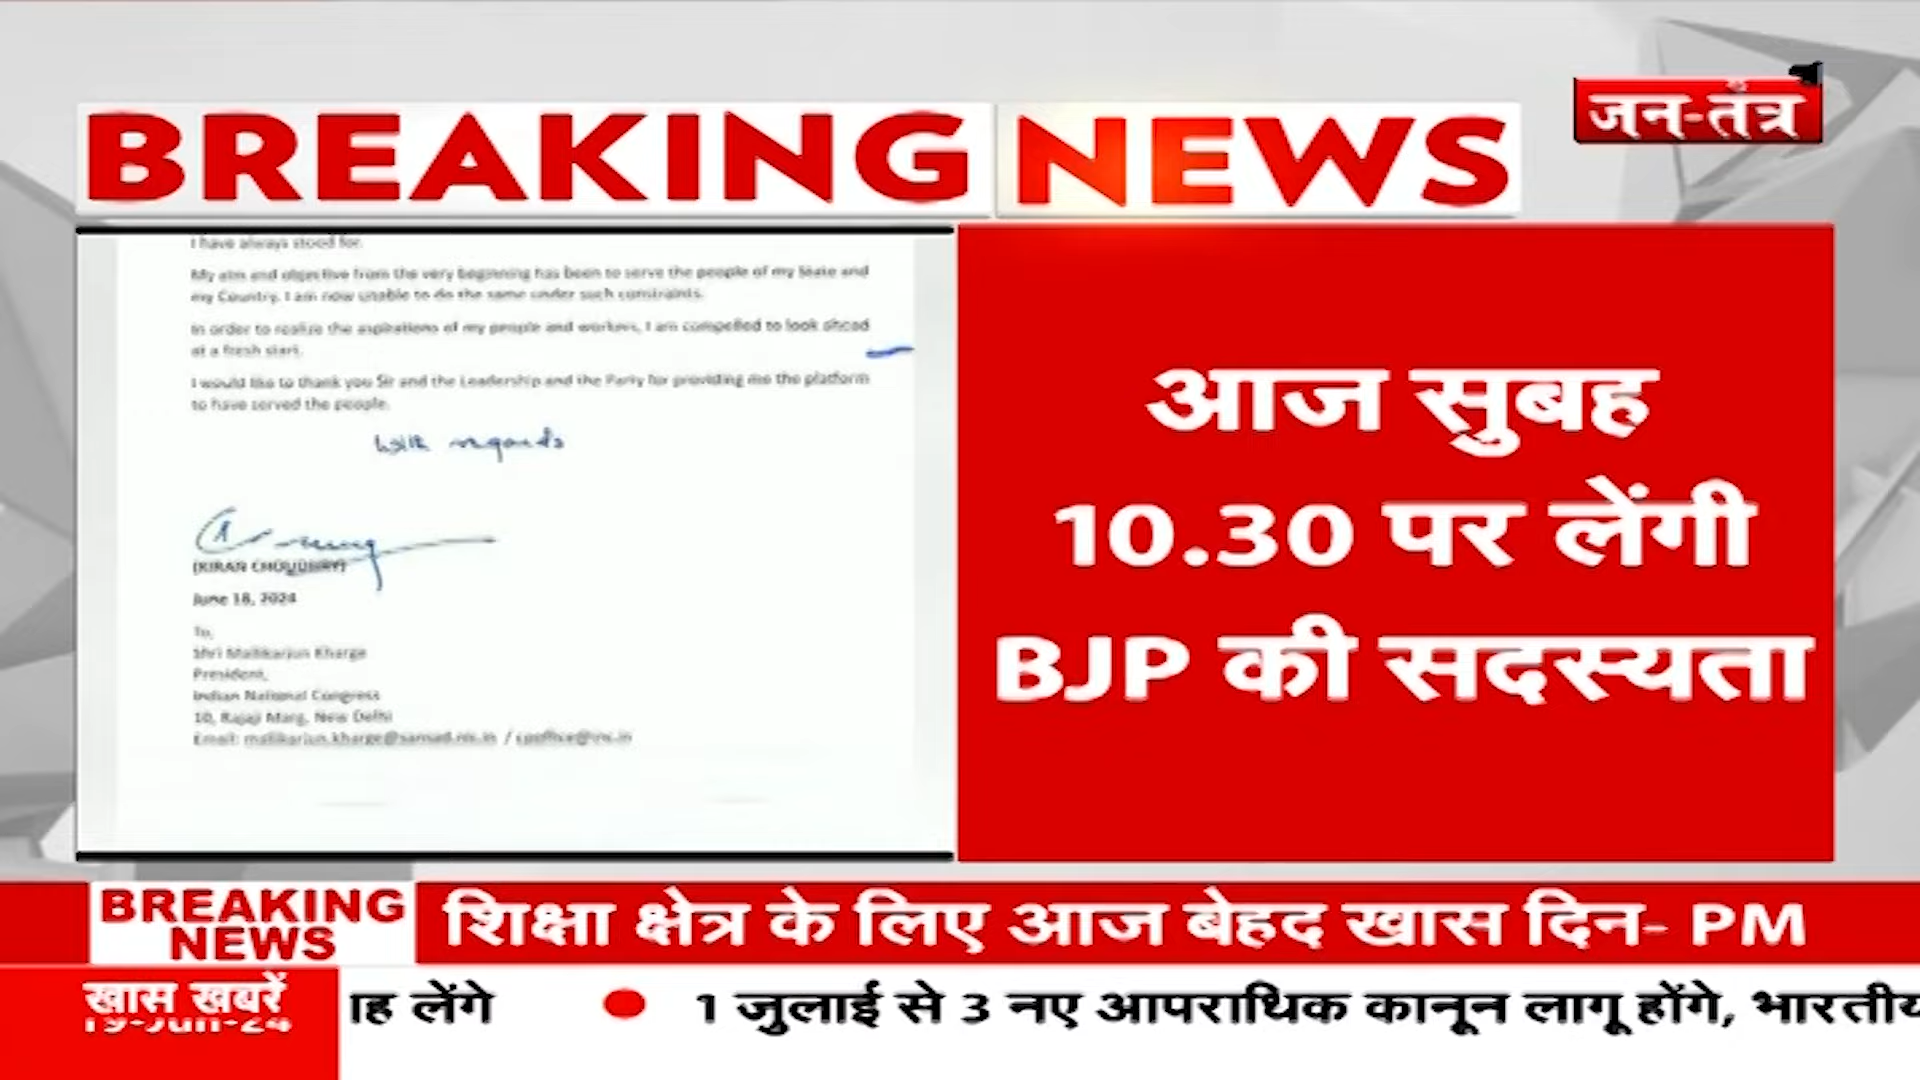 BREAKING NEWS
जन-तंत्र
I have always stood for.
My aim and objective from the very beginning has been to serve the people of my State and
my Country. I am now unable to do the same under such constraints.
In order to realize the aspirations of my people and workers, I am compelled to look ahead
at a fresh start.
I would like to thank you Sir and the Leadership and the Party for providing me the platform
to have served the people.
with regards
(KIRAN CHOUDHRY)
June 18, 2024
To,
Shri Mallikarjun Kharge
President,
Indian National Congress
10, Rajaji Marg, New Delhi
Email: mallikarjun.kharge@sansad.nic.in /
आज सुबह
10.30 पर लेंगी
BJP की सदस्यता
BREAKING
NEWS
शिक्षा क्षेत्र के लिए आज बेहद खास दिन- PM
खास खबरें
19-Jun-24
ाह लेंगे
1 जुलाई से 3 नए आपराधिक कानून लागू होंगे, भारतीय